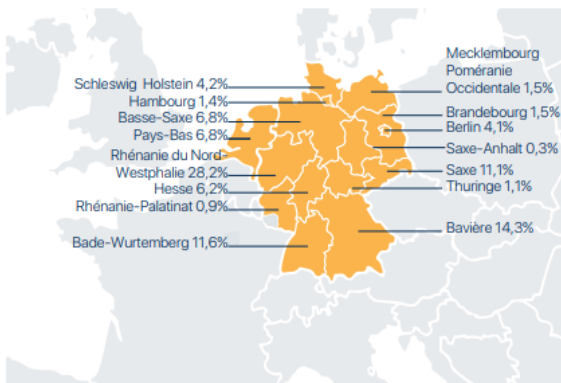 Schleswig Holstein 4,2%
Hambourg 1,4%
Basse-Saxe 6,8%
Pays-Bas 6,8%
Rhénanie du Nord-
Westphalie 28,2%
Hesse 6,2%
Rhénanie-Palatinat 0,9%
Bade-Wurtemberg 11,6%
Mecklembourg
Poméranie
Occidentale 1,5%
Brandebourg 1,5%
Berlin 4,1%
Saxe-Anhalt 0,3%
Saxe 11,1%
Thuringe 1,1%
Bavière 14,3%